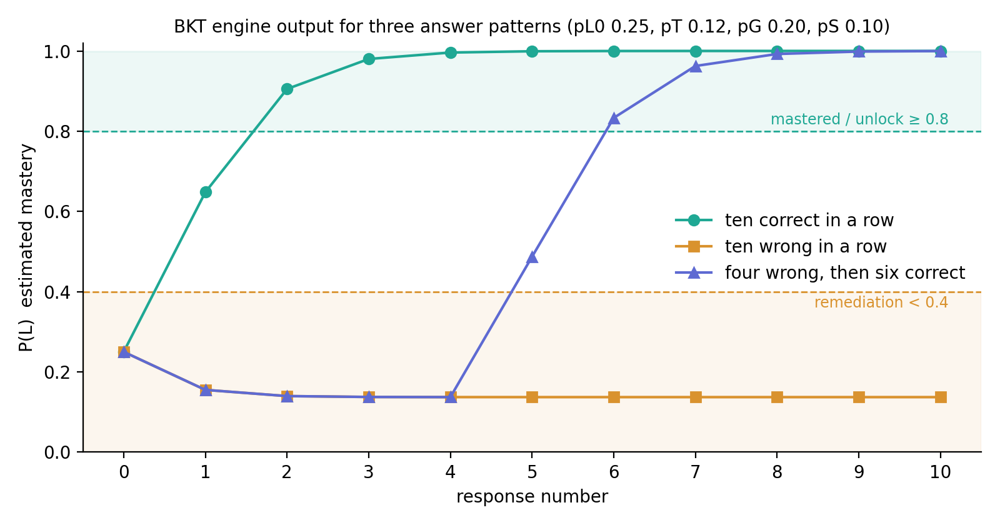 BKT engine output for three answer patterns (pL0 0.25, pT 0.12, pG 0.20, pS 0.10)
P(L)  estimated mastery
1.0
0.8
0.6
0.4
0.2
0.0
mastered / unlock ≥ 0.8
ten correct in a row
ten wrong in a row
four wrong, then six correct
remediation < 0.4
0 1 2 3 4 5 6 7 8 9 10
response number